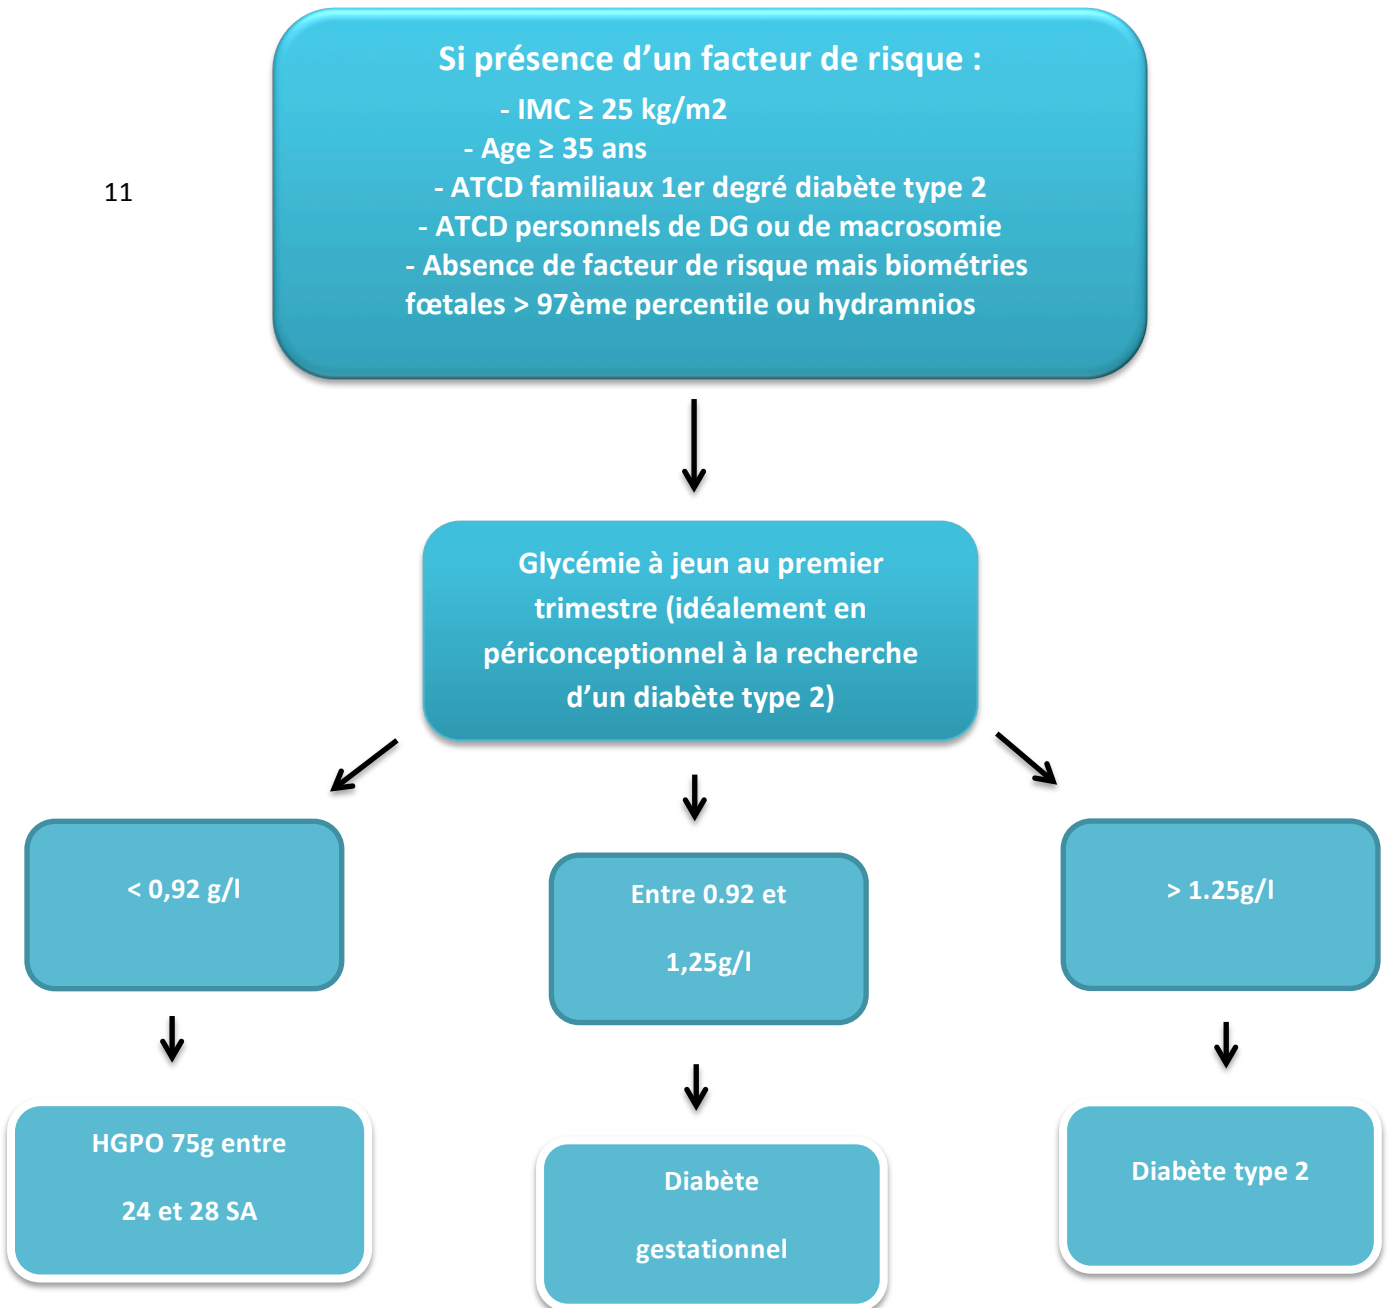 Si présence d’un facteur de risque :
- IMC ≥ 25 kg/m2
- Age ≥ 35 ans
11
- ATCD familiaux 1er degré diabète type 2
- ATCD personnels de DG ou de macrosomie
- Absence de facteur de risque mais biométries
fœtales > 97ème percentile ou hydramnios
Glycémie à jeun au premier
trimestre (idéalement en
périconceptionnel à la recherche
d’un diabète type 2)
< 0,92 g/l
Entre 0.92 et
1,25g/l
> 1.25g/l
HGPO 75g entre
24 et 28 SA
Diabète
gestationnel
Diabète type 2